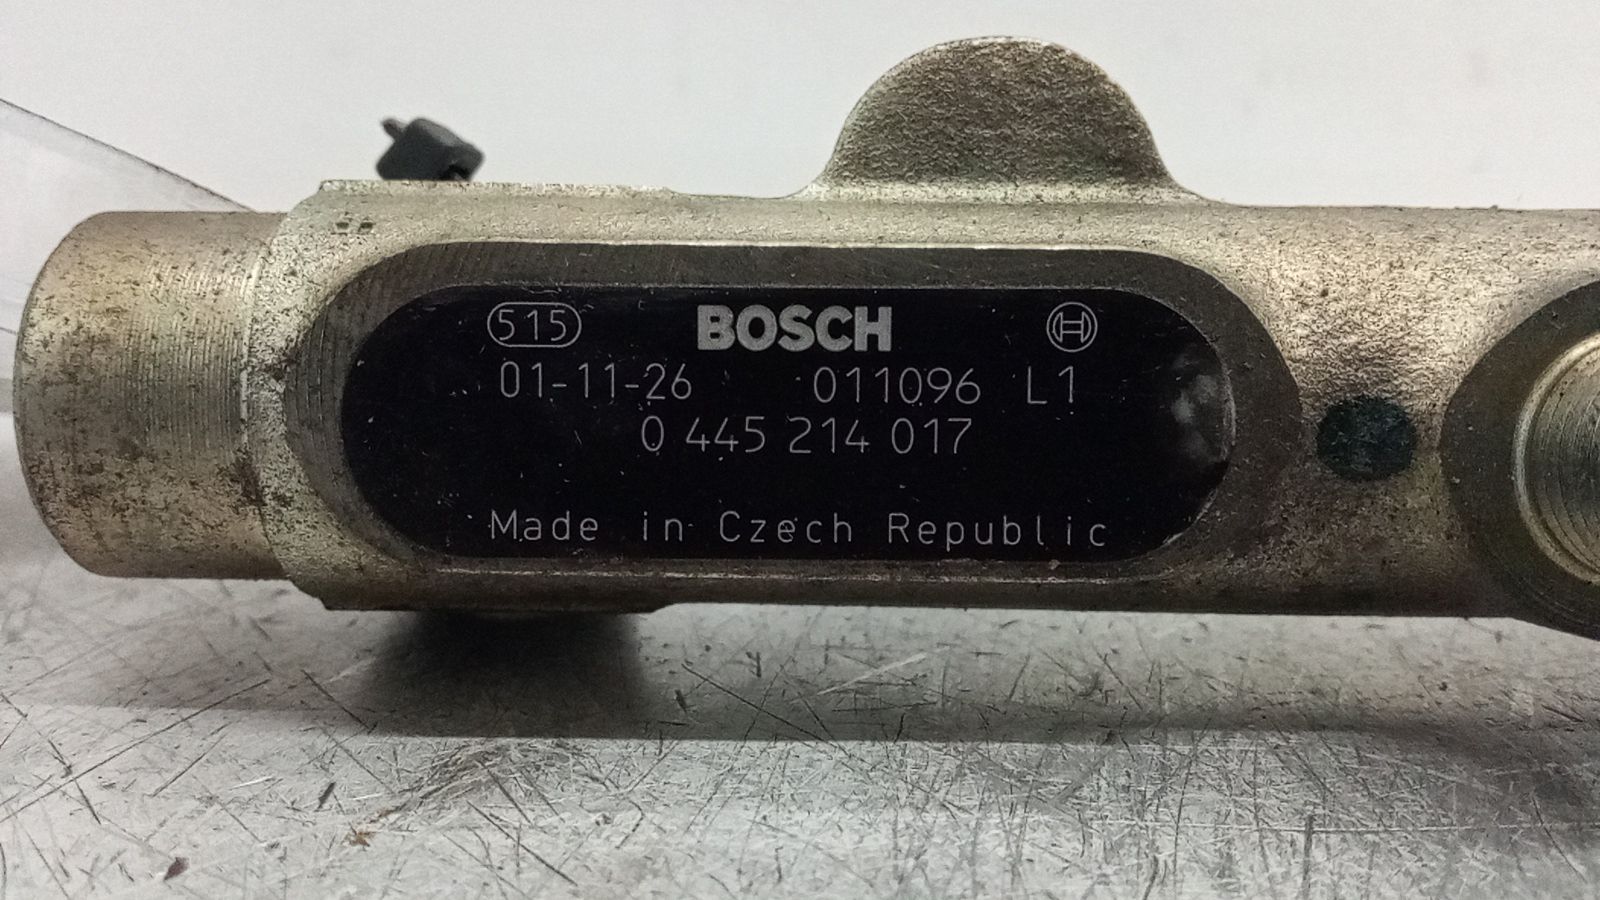 515 BOSCH
01-11-26 011096 L1
0 445 214 017
Made in Czech Republic